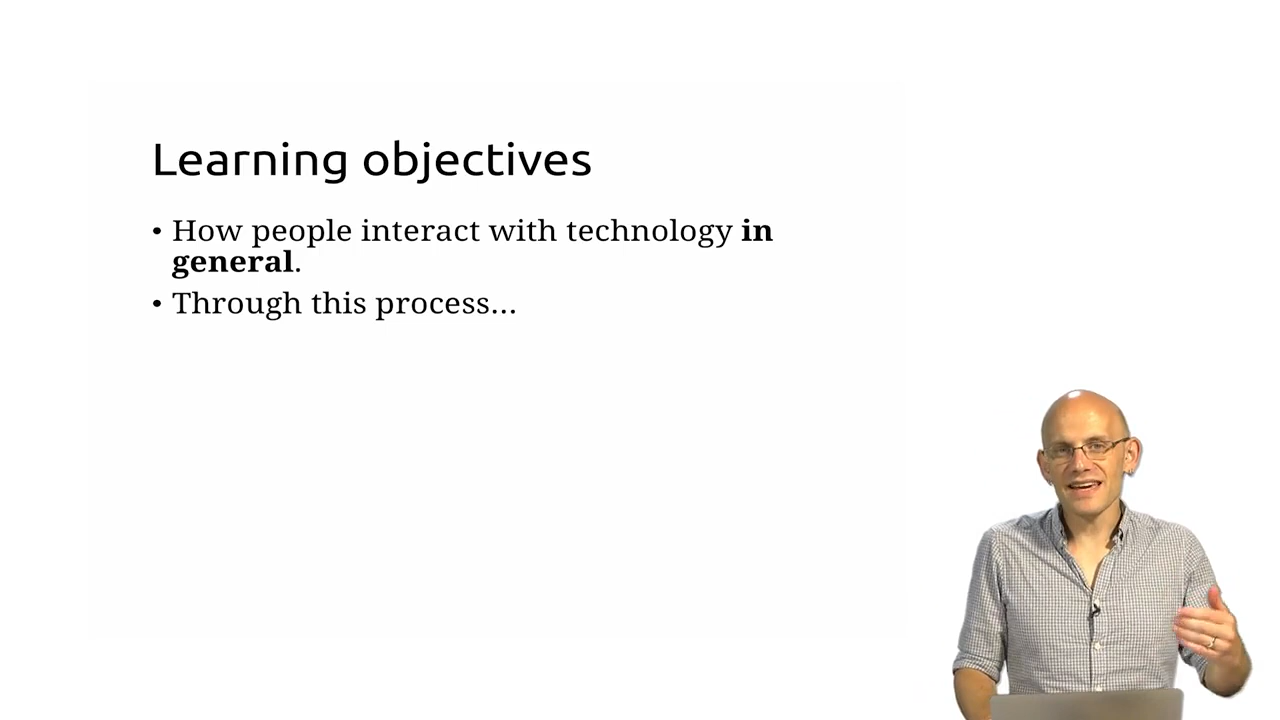 Learning objectives
• How people interact with technology in
general.
• Through this process...